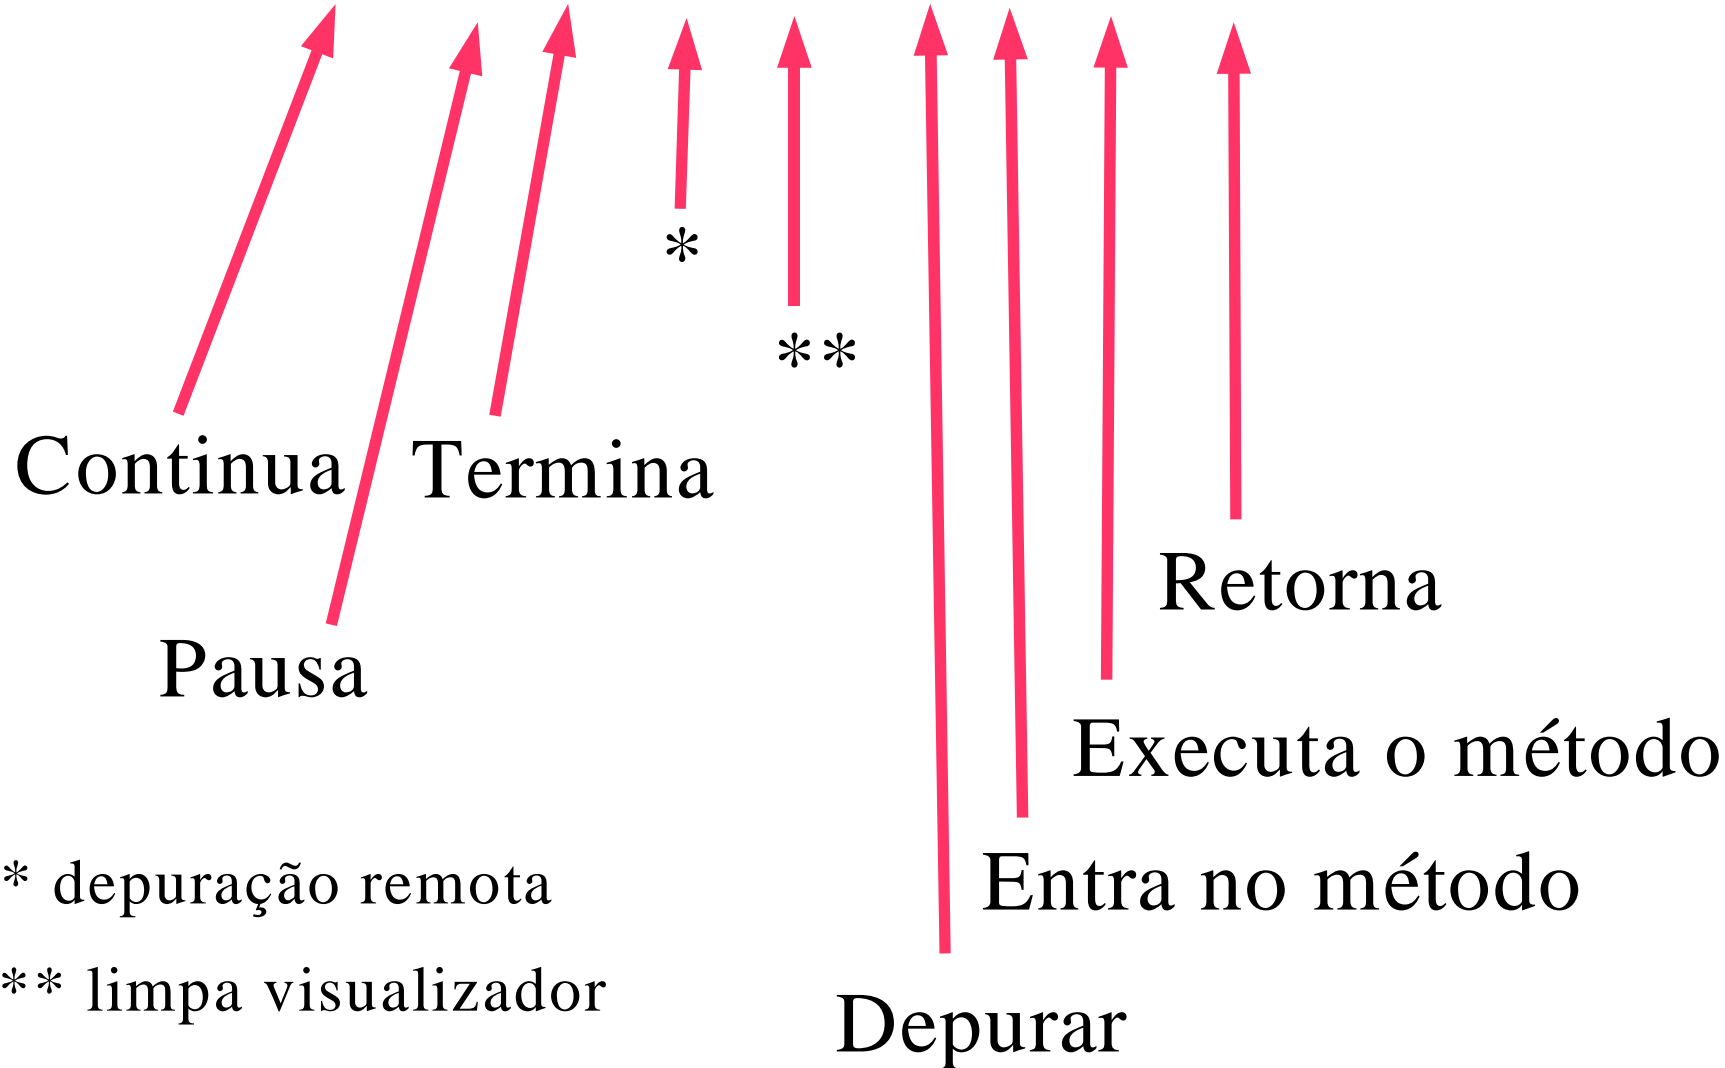 *
**
Continua
Termina
Retorna
Pausa
Executa o método
Entra no método
* depuração remota
** limpa visualizador
Depurar